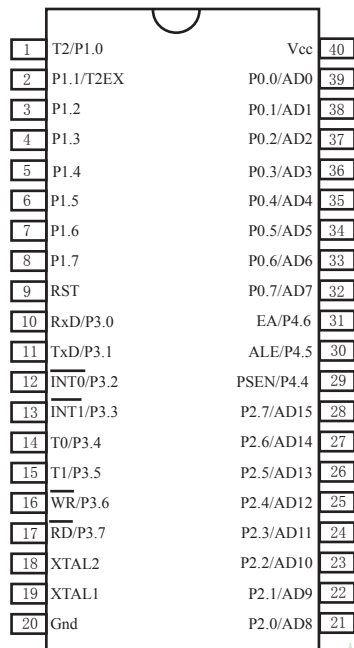 1 T2/P1.0 Vcc 40
2 P1.1/T2EX P0.0/AD0 39
3 P1.2 P0.1/AD1 38
4 P1.3 P0.2/AD2 37
5 P1.4 P0.3/AD3 36
6 P1.5 P0.4/AD4 35
7 P1.6 P0.5/AD5 34
8 P1.7 P0.6/AD6 33
9 RST P0.7/AD7 32
10 RxD/P3.0 EA/P4.6 31
11 TxD/P3.1 ALE/P4.5 30
12 INT0/P3.2 PSEN/P4.4 29
13 INT1/P3.3 P2.7/AD15 28
14 T0/P3.4 P2.6/AD14 27
15 T1/P3.5 P2.5/AD13 26
16 WR/P3.6 P2.4/AD12 25
17 RD/P3.7 P2.3/AD11 24
18 XTAL2 P2.2/AD10 23
19 XTAL1 P2.1/AD9 22
20 Gnd P2.0/AD8 21